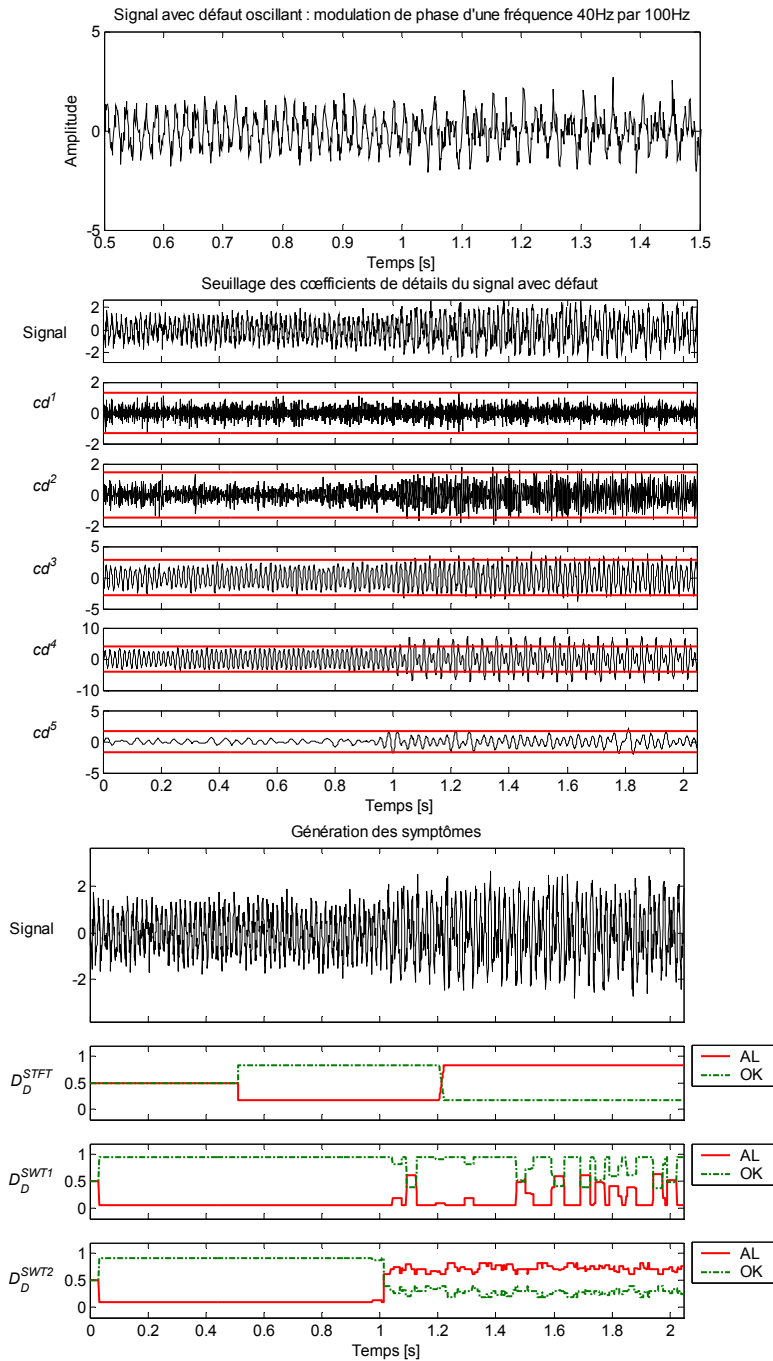 Signal avec défaut oscillant : modulation de phase d'une fréquence 40Hz par 100Hz
5
0
-5
Amplitude
0.5 0.6 0.7 0.8 0.9 1 1.1 1.2 1.3 1.4 1.5
Temps [s]
Seuillage des cœfficients de détails du signal avec défaut
Signal
2
0
-2
cd1
2
0
-2
cd2
2
0
-2
cd3
5
0
-5
cd4
10
0
-10
cd5
5
0
-5
0 0.2 0.4 0.6 0.8 1 1.2 1.4 1.6 1.8 2
Temps [s]
Génération des symptômes
Signal
2
0
-2
D_D^STFT
1
0.5
0
AL
OK
D_D^SWT1
1
0.5
0
AL
OK
D_D^SWT2
1
0.5
0
AL
OK
0 0.2 0.4 0.6 0.8 1 1.2 1.4 1.6 1.8 2
Temps [s]